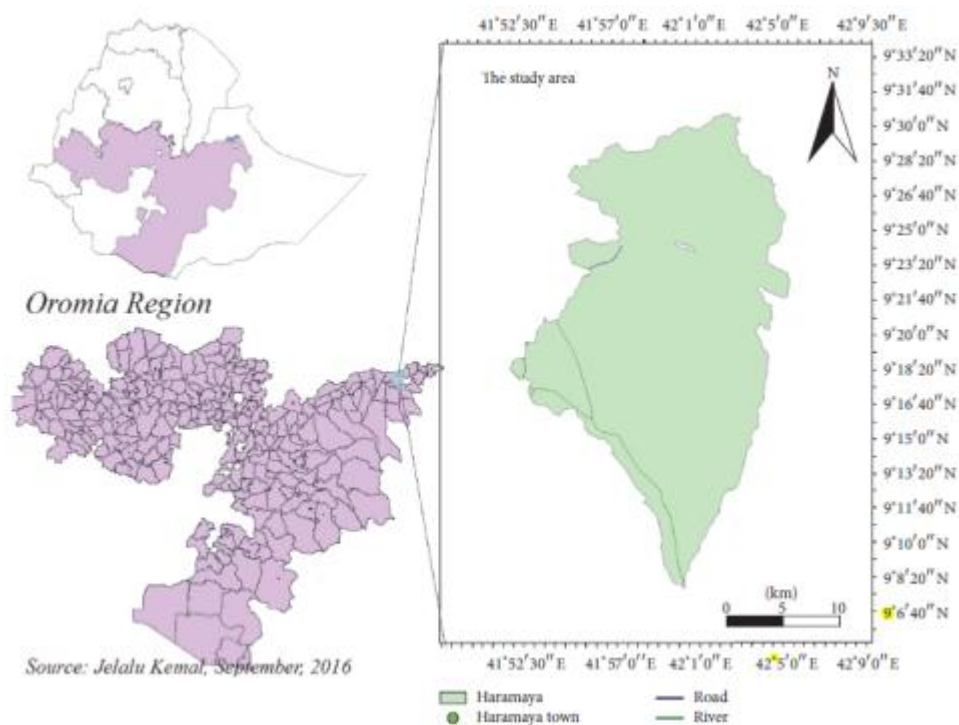 41°52′30″ E 41°57′0″ E 42°1′0″ E 42°5′0″ E 42°9′30″ E
The study area
N
9°33′20″ N
9°31′40″ N
9°30′0″ N
9°28′20″ N
9°26′40″ N
9°25′0″ N
9°23′20″ N
9°21′40″ N
9°20′0″ N
9°18′20″ N
9°16′40″ N
9°15′0″ N
9°13′20″ N
9°11′40″ N
9°10′0″ N
9°8′20″ N
9°6′40″ N
Oromia Region
(km)
0 5 10
Source: Jelalu Kemal, September, 2016
41°52′30″ E 41°57′0″ E 42°1′0″ E 42°5′0″ E 42°9′0″ E
Haramaya
Haramaya town
Road
River